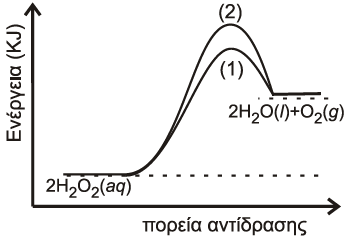 Ενέργεια (KJ)
(2)
(1)
2H₂O(l)+O₂(g)
2H₂O₂(aq)
πορεία αντίδρασης